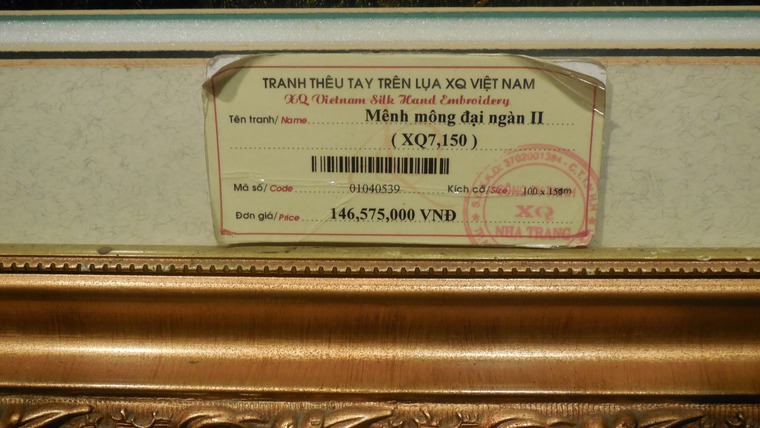 TRANH THÊU TAY TRÊN LỤA XQ VIỆT NAM
XQ Vietnam Silk Hand Embroidery
Tên tranh/Name Mênh mông đại ngàn II
( XQ7,150 )
Mã số/Code 01040539 Kích cỡ/Size 100 x cm
Đơn giá/Price 146,575,000 VNĐ
XQ
NHA TRANG